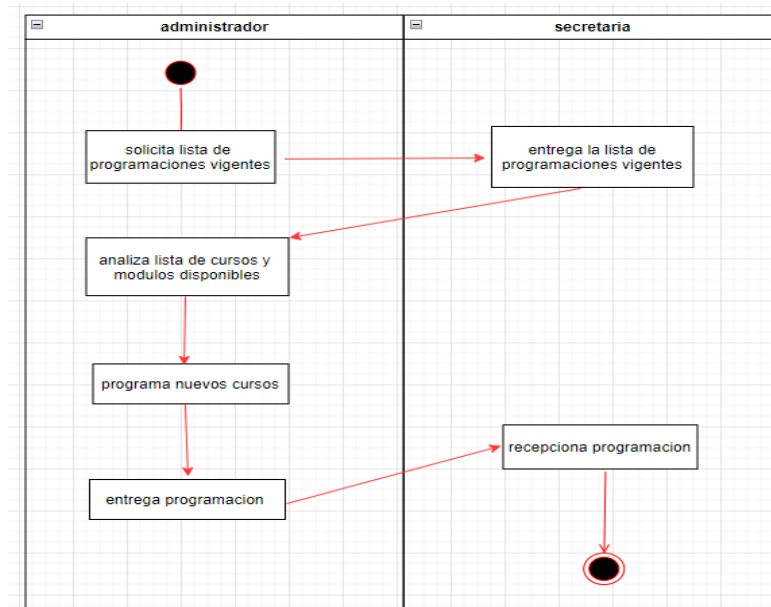 administrador
secretaria
solicita lista de
programaciones vigentes
entrega la lista de
programaciones vigentes
analiza lista de cursos y
modulos disponibles
programa nuevos cursos
entrega programacion
recepciona programacion